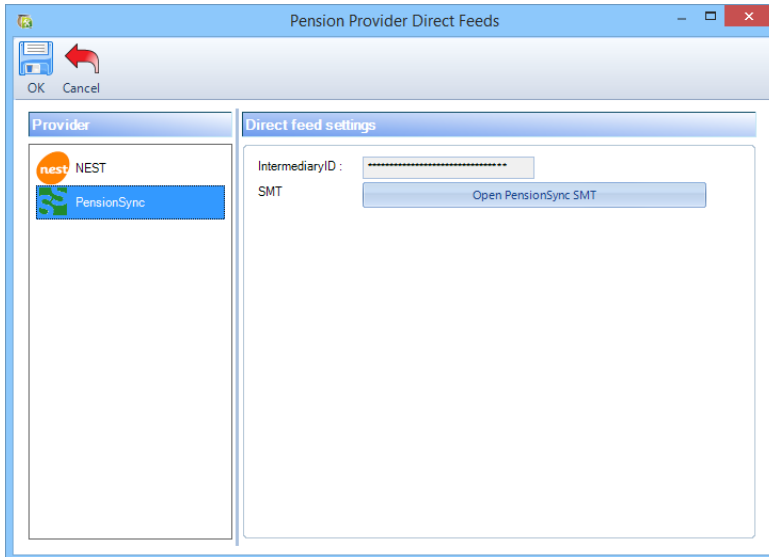 Pension Provider Direct Feeds
OK Cancel
Provider
Direct feed settings
nest NEST
PensionSync
IntermediaryID : ********************************
SMT Open PensionSync SMT